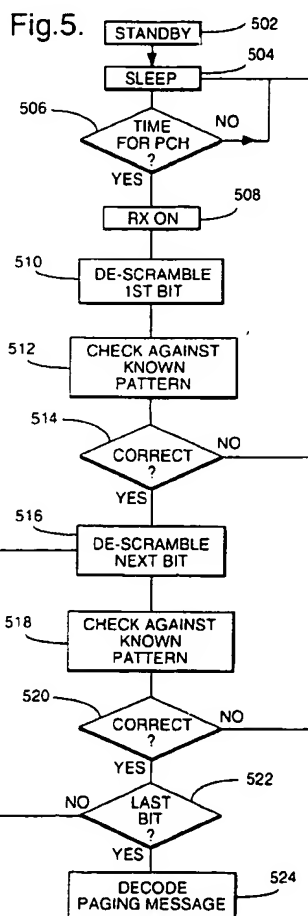 Fig.5.
STANDBY
502
SLEEP
504
506
TIME
FOR PCH
?
NO
YES
RX ON
508
510
DE-SCRAMBLE
1ST BIT
512
CHECK AGAINST
KNOWN
PATTERN
514
CORRECT
?
NO
YES
516
DE-SCRAMBLE
NEXT BIT
518
CHECK AGAINST
KNOWN
PATTERN
520
CORRECT
?
NO
YES
522
NO
LAST
BIT
?
YES
524
DECODE
PAGING MESSAGE